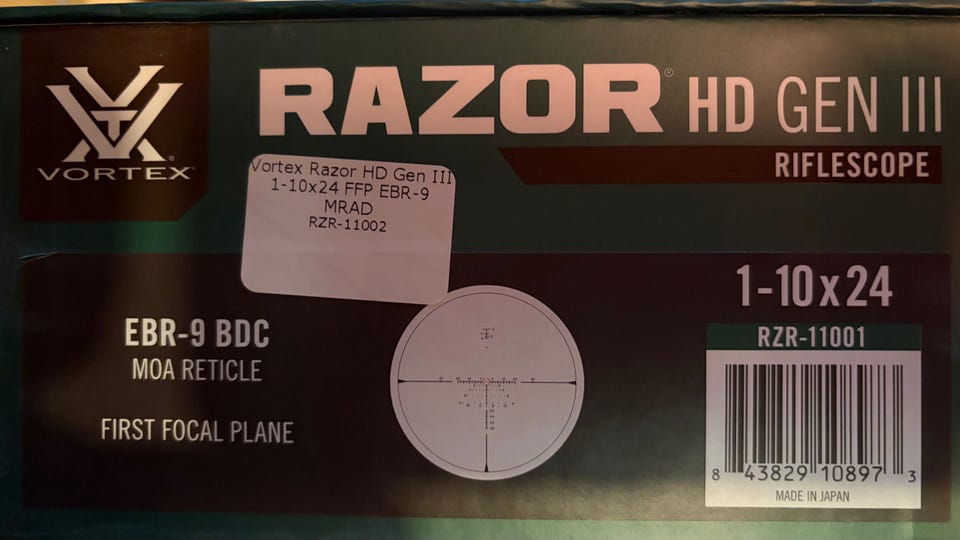 RAZOR® HD GEN III
RIFLESCOPE
VORTEX®
Vortex Razor HD Gen III
1-10x24 FFP EBR-9
MRAD
RZR-11002
EBR-9 BDC
MOA RETICLE
FIRST FOCAL PLANE
1-10x24
RZR-11001
8 43829 10897 3
MADE IN JAPAN